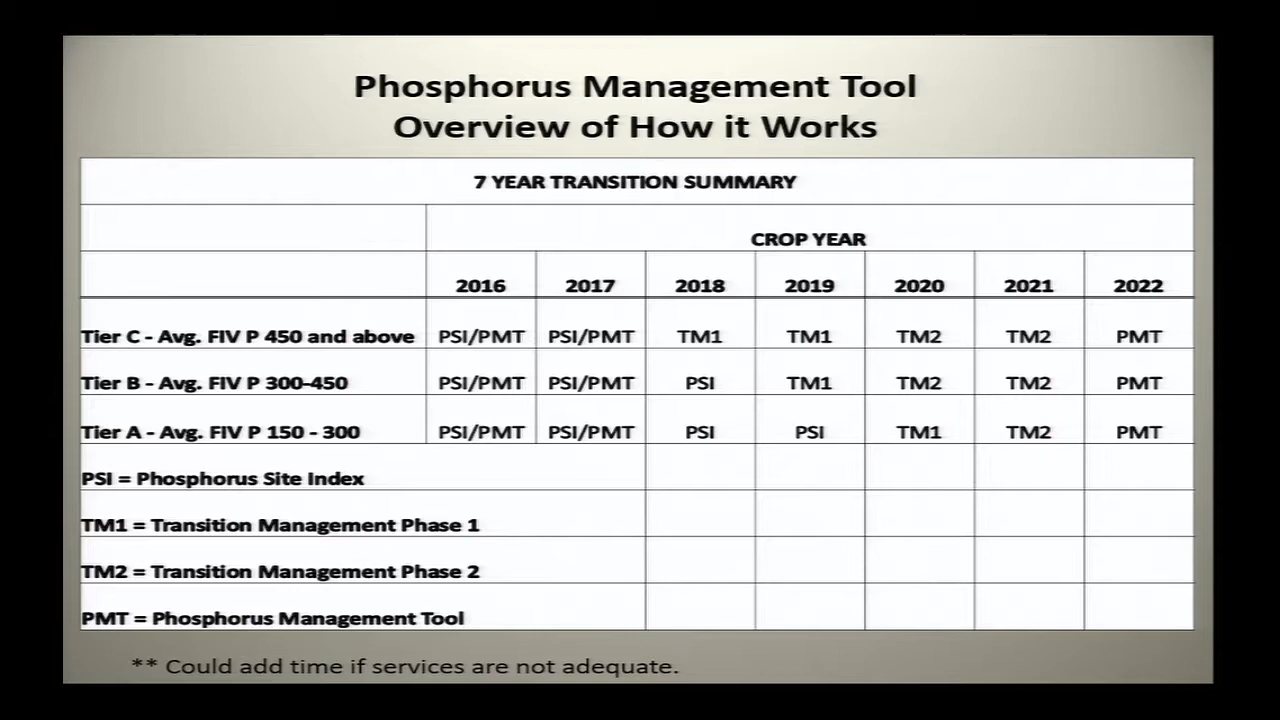 Phosphorus Management Tool
Overview of How it Works
7 YEAR TRANSITION SUMMARY
CROP YEAR
2016 2017 2018 2019 2020 2021 2022
Tier C - Avg. FIV P 450 and above PSI/PMT PSI/PMT TM1 TM1 TM2 TM2 PMT
Tier B - Avg. FIV P 300-450 PSI/PMT PSI/PMT PSI TM1 TM2 TM2 PMT
Tier A - Avg. FIV P 150 - 300 PSI/PMT PSI/PMT PSI PSI TM1 TM2 PMT
PSI = Phosphorus Site Index
TM1 = Transition Management Phase 1
TM2 = Transition Management Phase 2
PMT = Phosphorus Management Tool
** Could add time if services are not adequate.